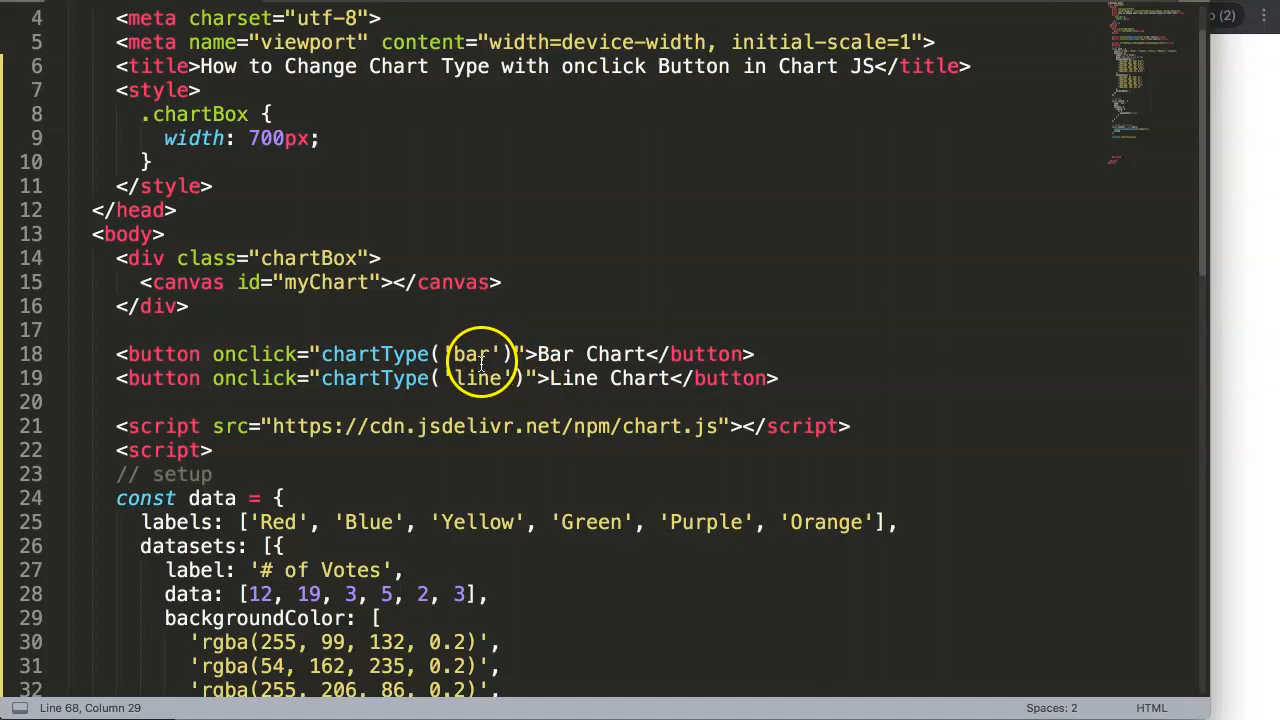 (2)
4 <meta charset="utf-8">
5 <meta name="viewport" content="width=device-width, initial-scale=1">
6 <title>How to Change Chart Type with onclick Button in Chart JS</title>
7 <style>
8 .chartBox {
9 width: 700px;
10 }
11 </style>
12 </head>
13 <body>
14 <div class="chartBox">
15 <canvas id="myChart"></canvas>
16 </div>
17
18 <button onclick="chartType('bar')">Bar Chart</button>
19 <button onclick="chartType('line')">Line Chart</button>
20
21 <script src="https://cdn.jsdelivr.net/npm/chart.js"></script>
22 <script>
23 // setup
24 const data = {
25 labels: ['Red', 'Blue', 'Yellow', 'Green', 'Purple', 'Orange'],
26 datasets: [{
27 label: '# of Votes',
28 data: [12, 19, 3, 5, 2, 3],
29 backgroundColor: [
30 'rgba(255, 99, 132, 0.2)',
31 'rgba(54, 162, 235, 0.2)',
32 'rgba(255, 206, 86, 0.2)',
Line 68, Column 29
Spaces: 2
HTML